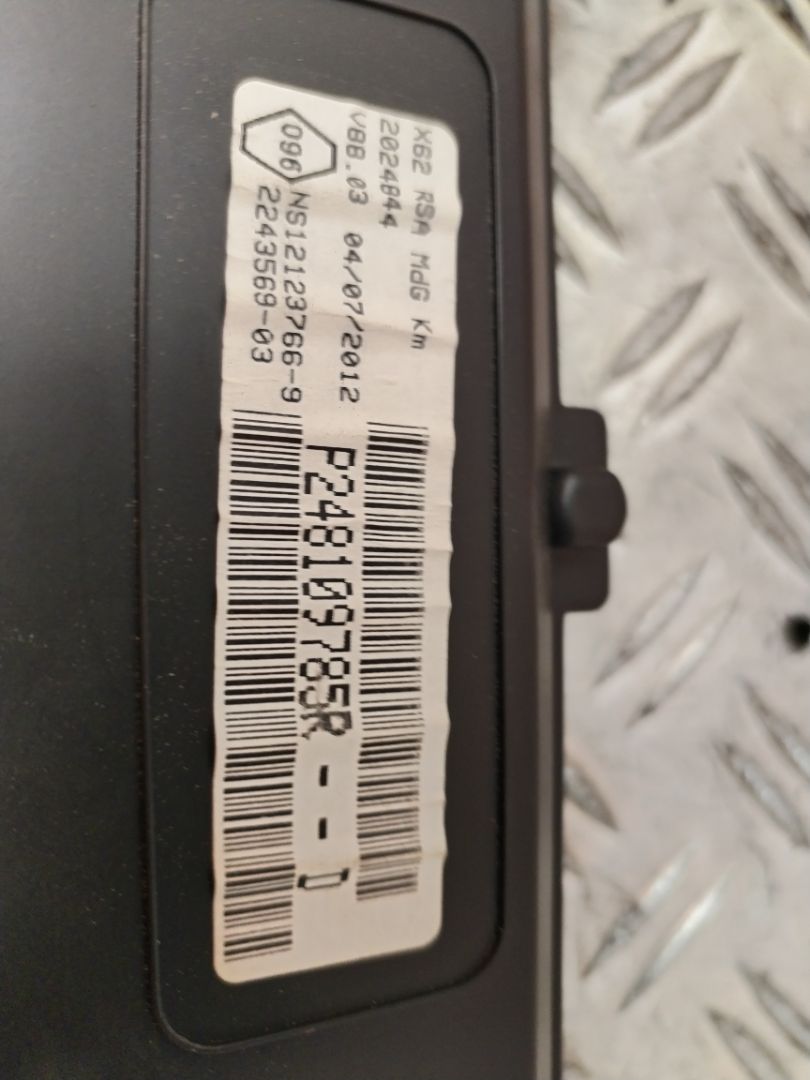 X62 RSA MdG Km
2024844
V88.03 04/07/2012
096
NS12123766-9
2243569-03
P248109785R--D